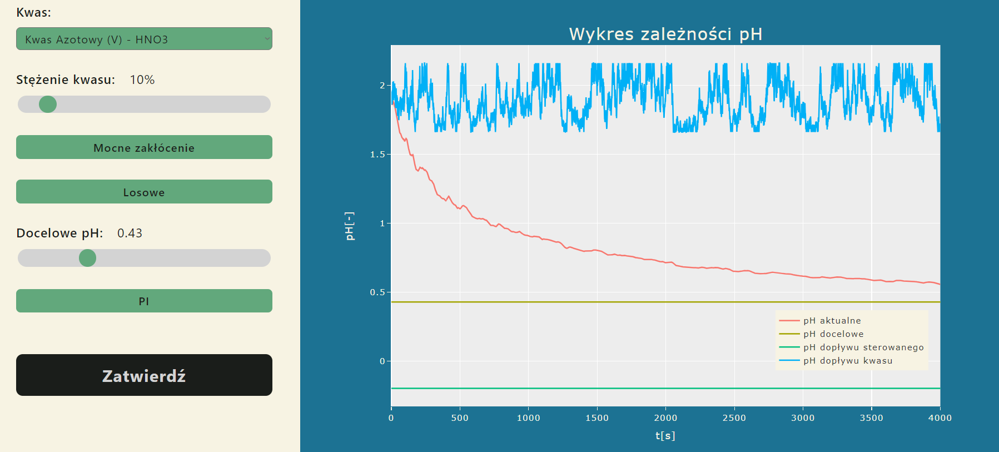 Kwas:
Kwas Azotowy (V) - HNO3
Stężenie kwasu: 10%
Mocne zakłócenie
Losowe
Docelowe pH: 0.43
PI
Zatwierdź
Wykres zależności pH
2
1.5
1
0.5
0
pH[-]
pH aktualne
pH docelowe
pH dopływu sterowanego
pH dopływu kwasu
0 500 1000 1500 2000 2500 3000 3500 4000
t[s]